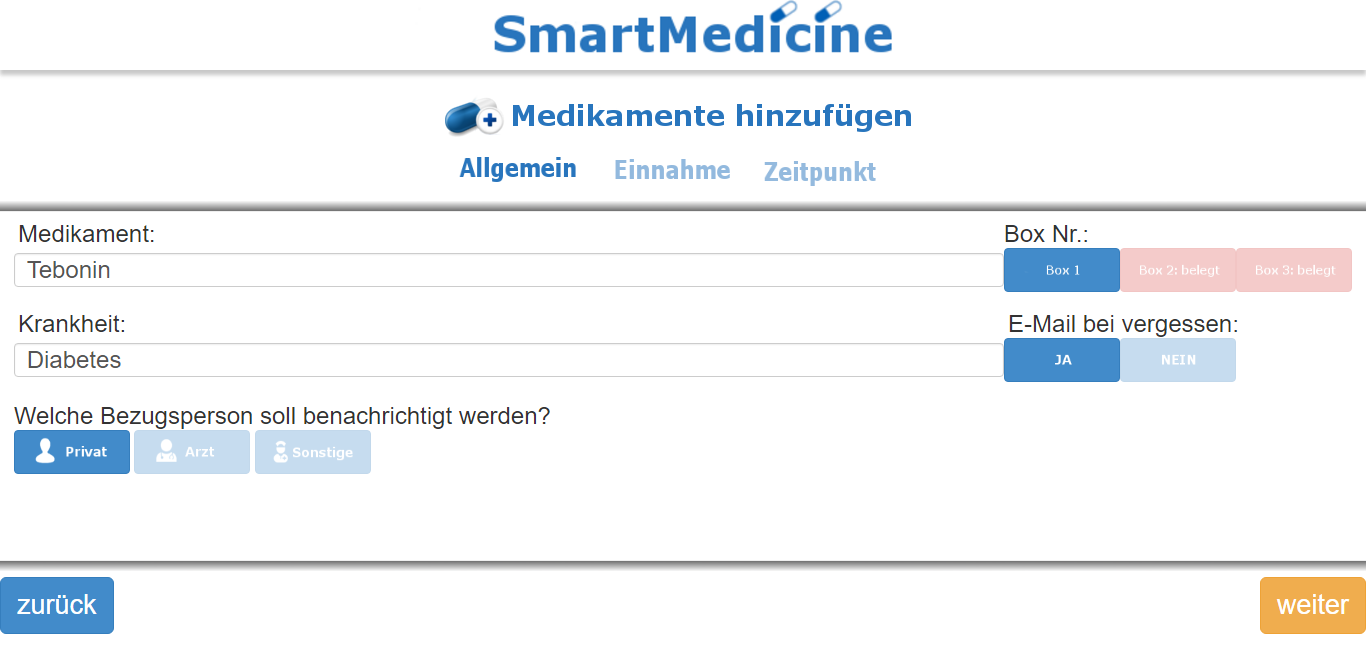 SmartMedicine
Medikamente hinzufügen
Allgemein Einnahme Zeitpunkt
Medikament: Box Nr.:
Tebonin Box 1 Box 2: belegt Box 3: belegt
Krankheit: E-Mail bei vergessen:
Diabetes JA NEIN
Welche Bezugsperson soll benachrichtigt werden?
Privat Arzt Sonstige
zurück weiter